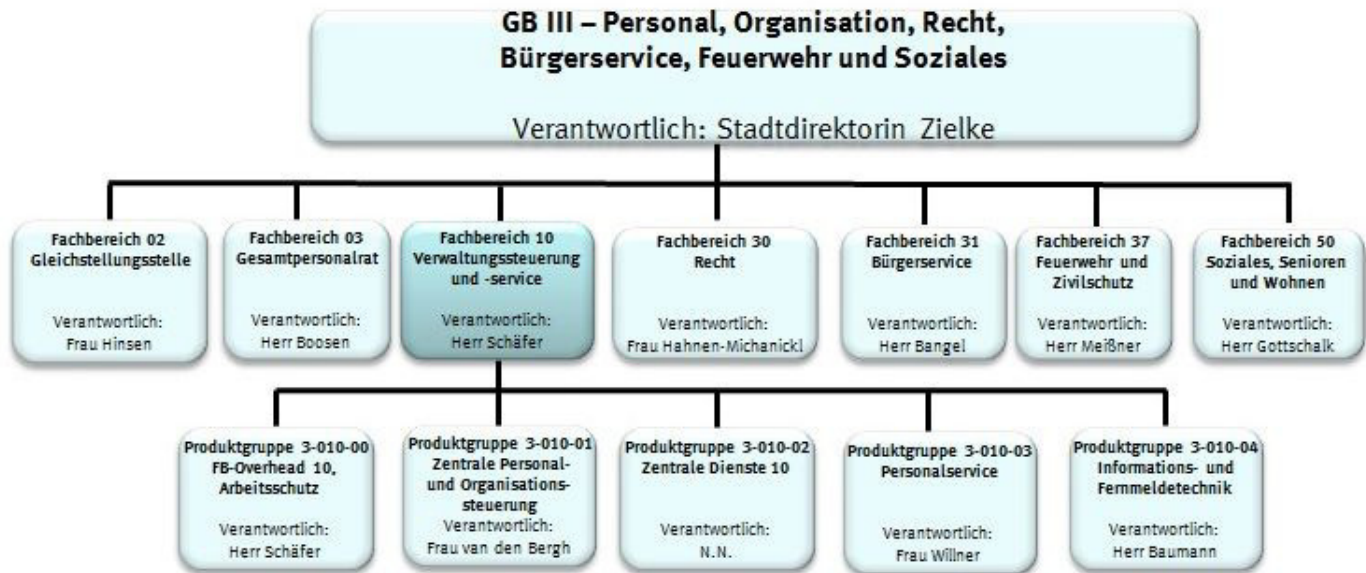 GB III – Personal, Organisation, Recht,
Bürgerservice, Feuerwehr und Soziales
Verantwortlich: Stadtdirektorin Zielke
Fachbereich 02
Gleichstellungsstelle
Verantwortlich:
Frau Hinsen
Fachbereich 03
Gesamtpersonalrat
Verantwortlich:
Herr Boosen
Fachbereich 10
Verwaltungssteuerung
und -service
Verantwortlich:
Herr Schäfer
Fachbereich 30
Recht
Verantwortlich:
Frau Hahnen-Michanickl
Fachbereich 31
Bürgerservice
Verantwortlich:
Herr Bangel
Fachbereich 37
Feuerwehr und
Zivilschutz
Verantwortlich:
Herr Meißner
Fachbereich 50
Soziales, Senioren
und Wohnen
Verantwortlich:
Herr Gottschalk
Produktgruppe 3-010-00
FB-Overhead 10,
Arbeitsschutz
Verantwortlich:
Herr Schäfer
Produktgruppe 3-010-01
Zentrale Personal-
und Organisations-
steuerung
Verantwortlich:
Frau van den Bergh
Produktgruppe 3-010-02
Zentrale Dienste 10
Verantwortlich:
N.N.
Produktgruppe 3-010-03
Personalservice
Verantwortlich:
Frau Willner
Produktgruppe 3-010-04
Informations- und
Fernmeldetechnik
Verantwortlich:
Herr Baumann